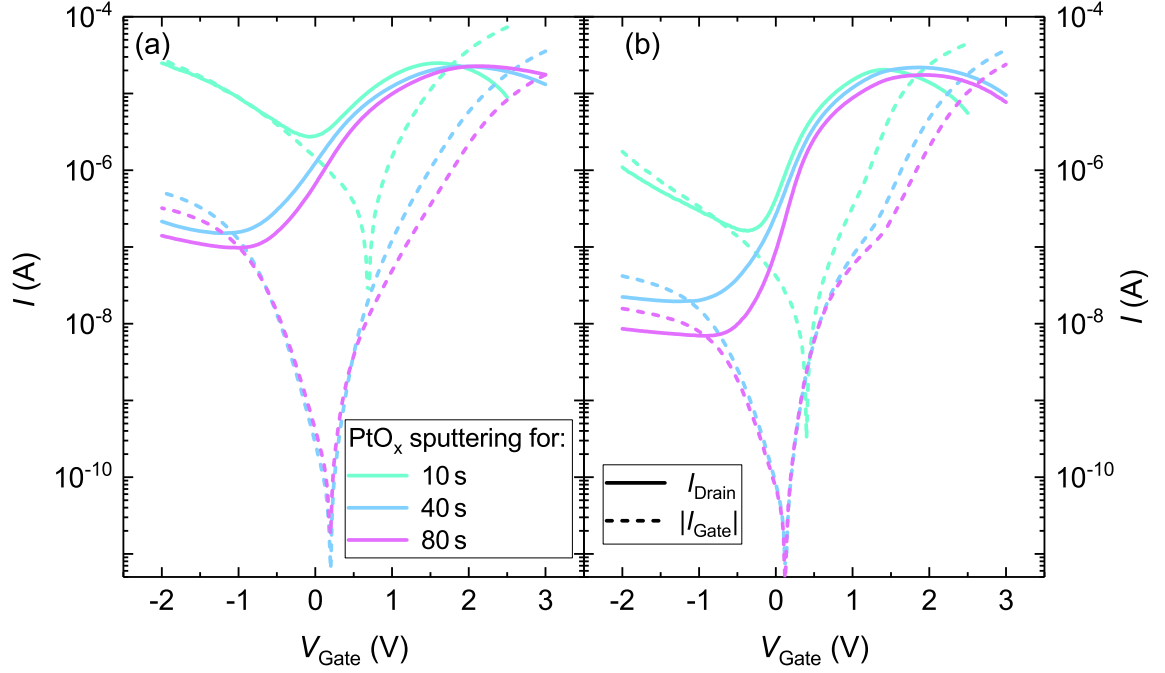 (a)
(b)
10⁻⁴
10⁻⁶
10⁻⁸
10⁻¹⁰
I (A)
-2 -1 0 1 2 3
V_Gate (V)
PtOₓ sputtering for:
10 s
40 s
80 s
I_Drain
|I_Gate|
-2 -1 0 1 2 3
V_Gate (V)
10⁻⁴
10⁻⁶
10⁻⁸
10⁻¹⁰
I (A)